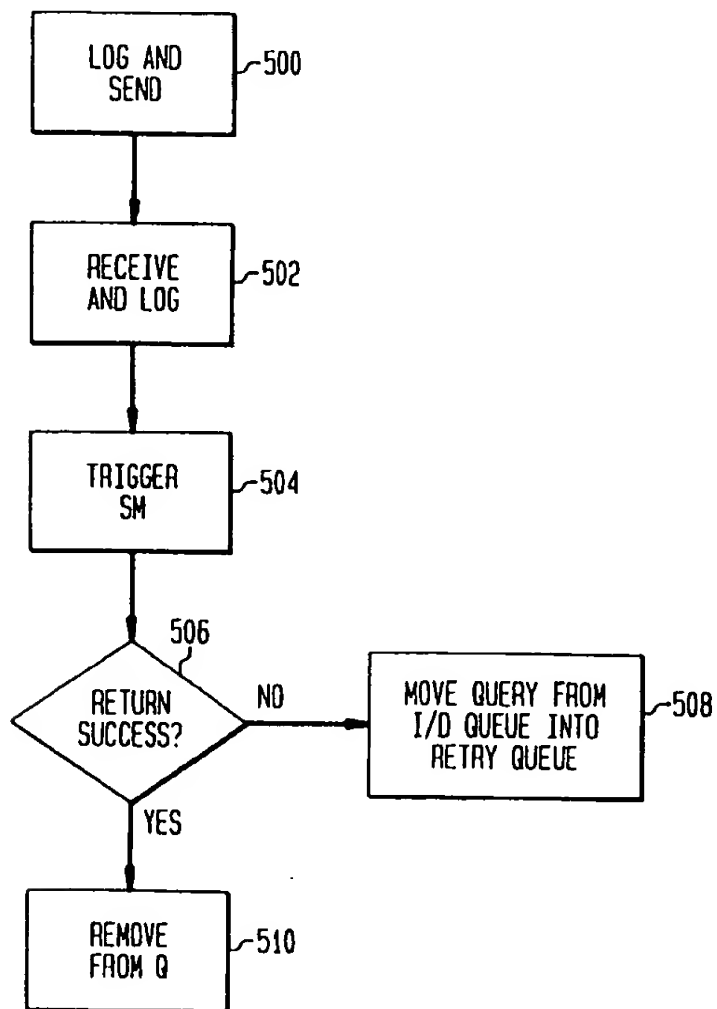 LOG AND
SEND
500
RECEIVE
AND LOG
502
TRIGGER
SM
504
506
RETURN
SUCCESS?
NO
MOVE QUERY FROM
I/O QUEUE INTO
RETRY QUEUE
508
YES
REMOVE
FROM Q
510